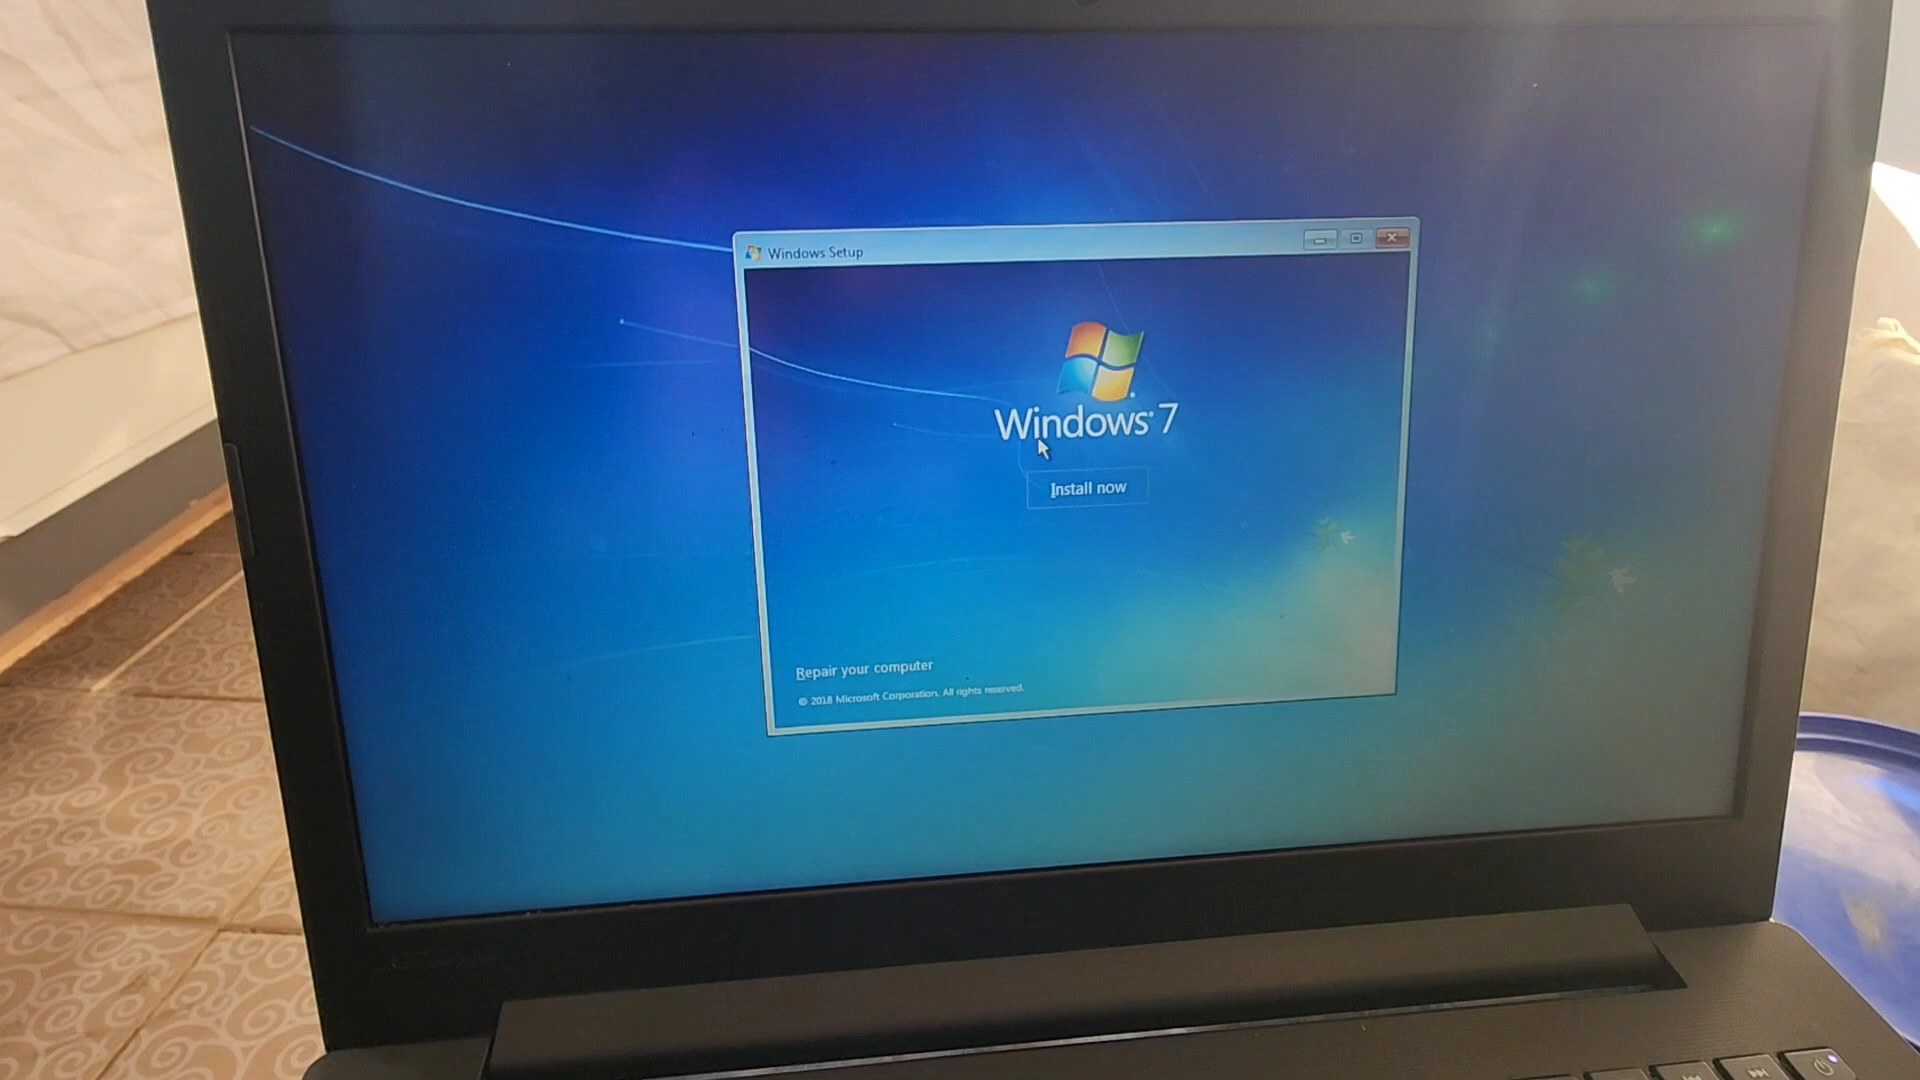 Windows Setup
Windows 7
Install now
Repair your computer
© 2018 Microsoft Corporation. All rights reserved.